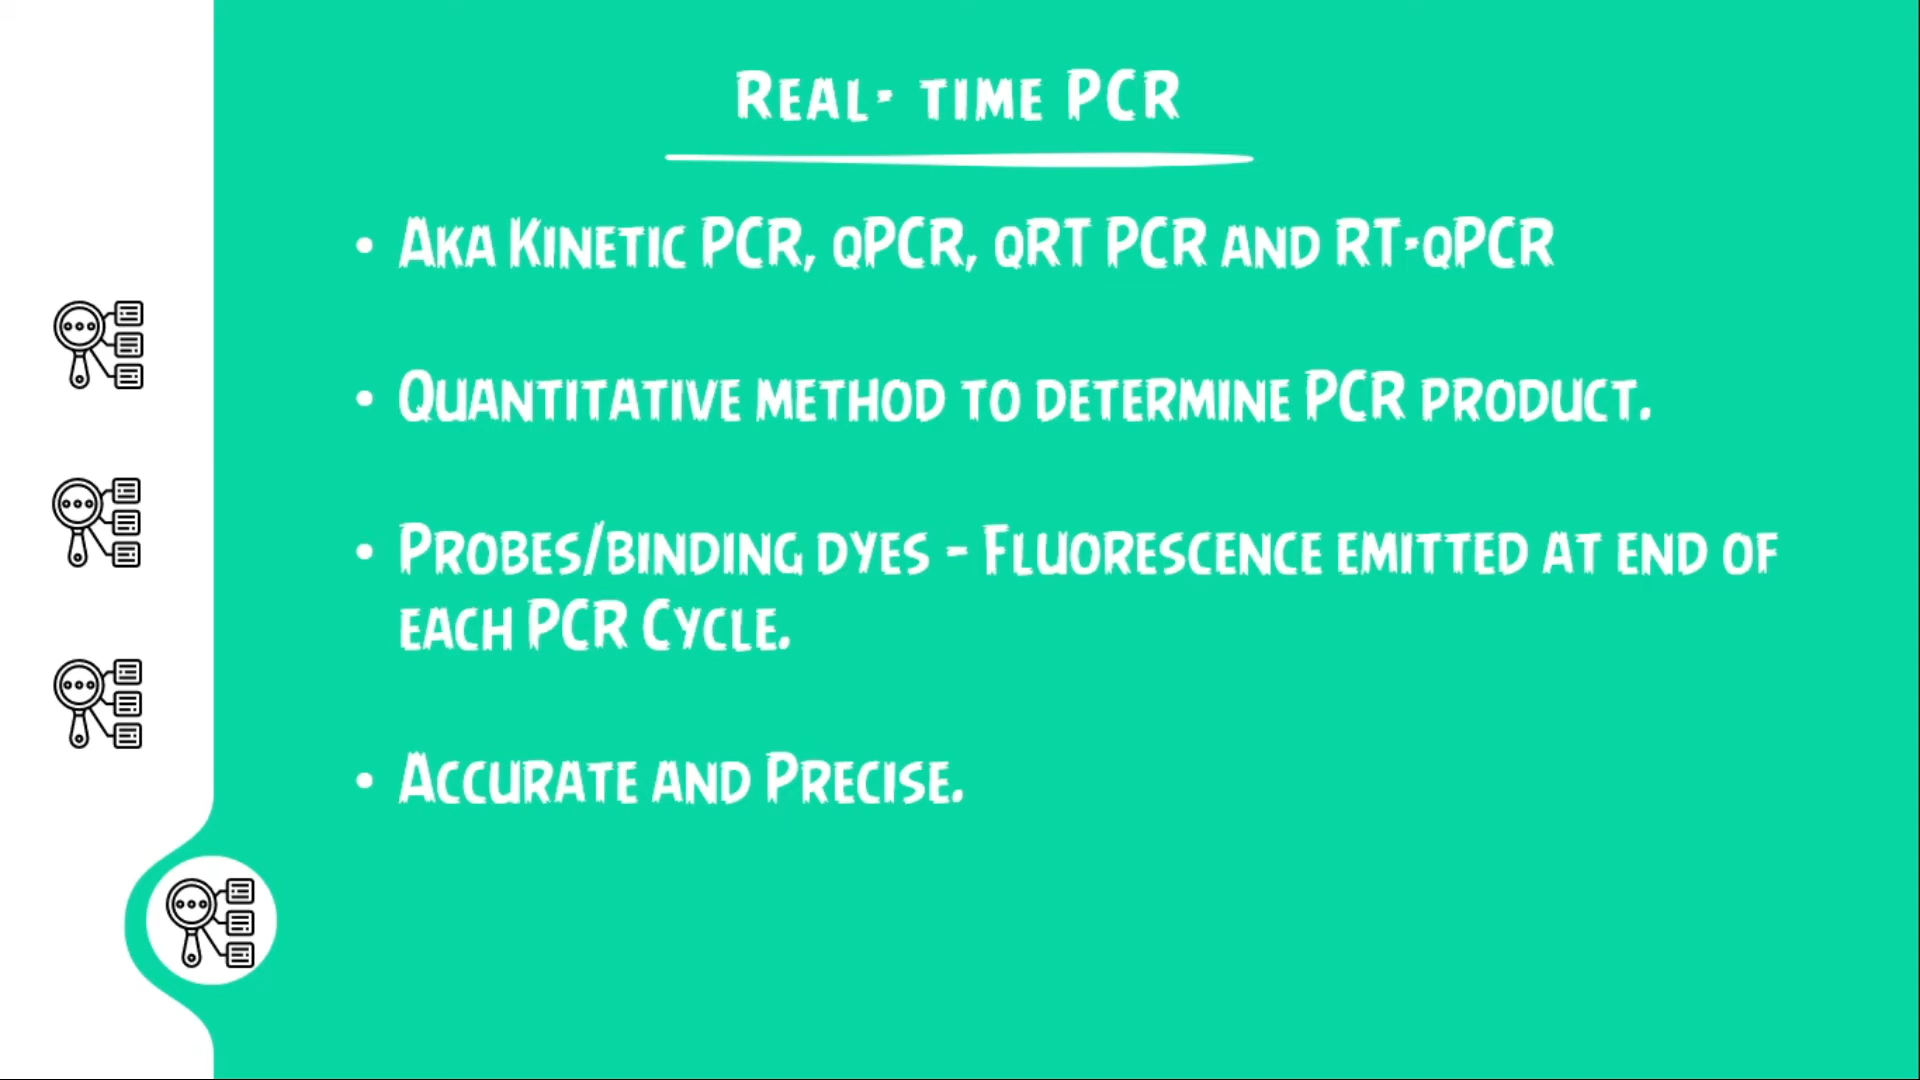 Real- time PCR
• Aka Kinetic PCR, qPCR, qRT PCR and RT-qPCR
• Quantitative method to determine PCR product.
• Probes/binding dyes - Fluorescence emitted at end of
each PCR Cycle.
• Accurate and Precise.